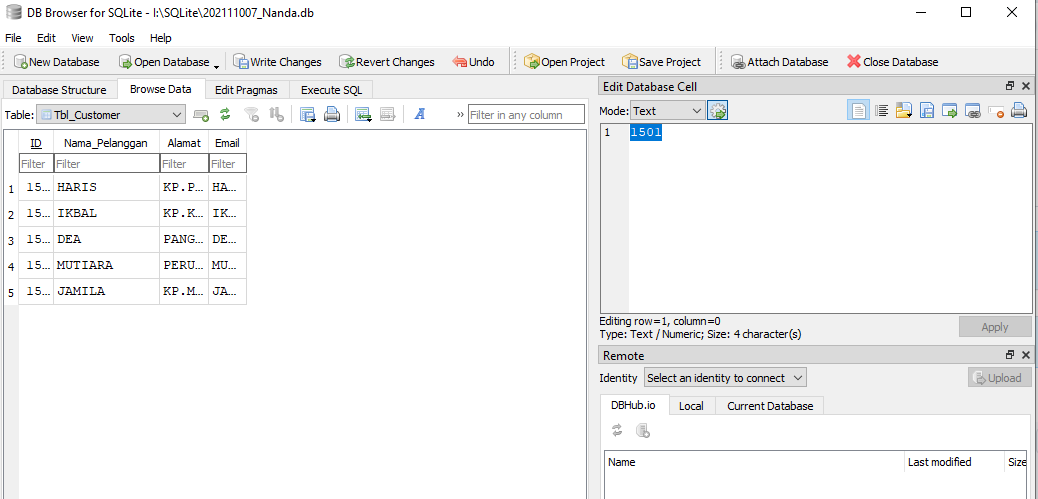 DB Browser for SQLite - I:\SQLite\202111007_Nanda.db
File Edit View Tools Help
New Database Open Database Write Changes Revert Changes Undo Open Project Save Project Attach Database Close Database
Database Structure Browse Data Edit Pragmas Execute SQL
Table: Tbl_Customer A » Filter in any column
ID Nama_Pelanggan Alamat Email
Filter Filter Filter Filter
1 15... HARIS KP.P... HA...
2 15... IKBAL KP.K... IK...
3 15... DEA PANG... DE...
4 15... MUTIARA PERU... MU...
5 15... JAMILA KP.M... JA...
Edit Database Cell
Mode: Text
1 1501
Editing row=1, column=0
Type: Text / Numeric; Size: 4 character(s)
Apply
Remote
Identity Select an identity to connect Upload
DBHub.io Local Current Database
Name Last modified Size